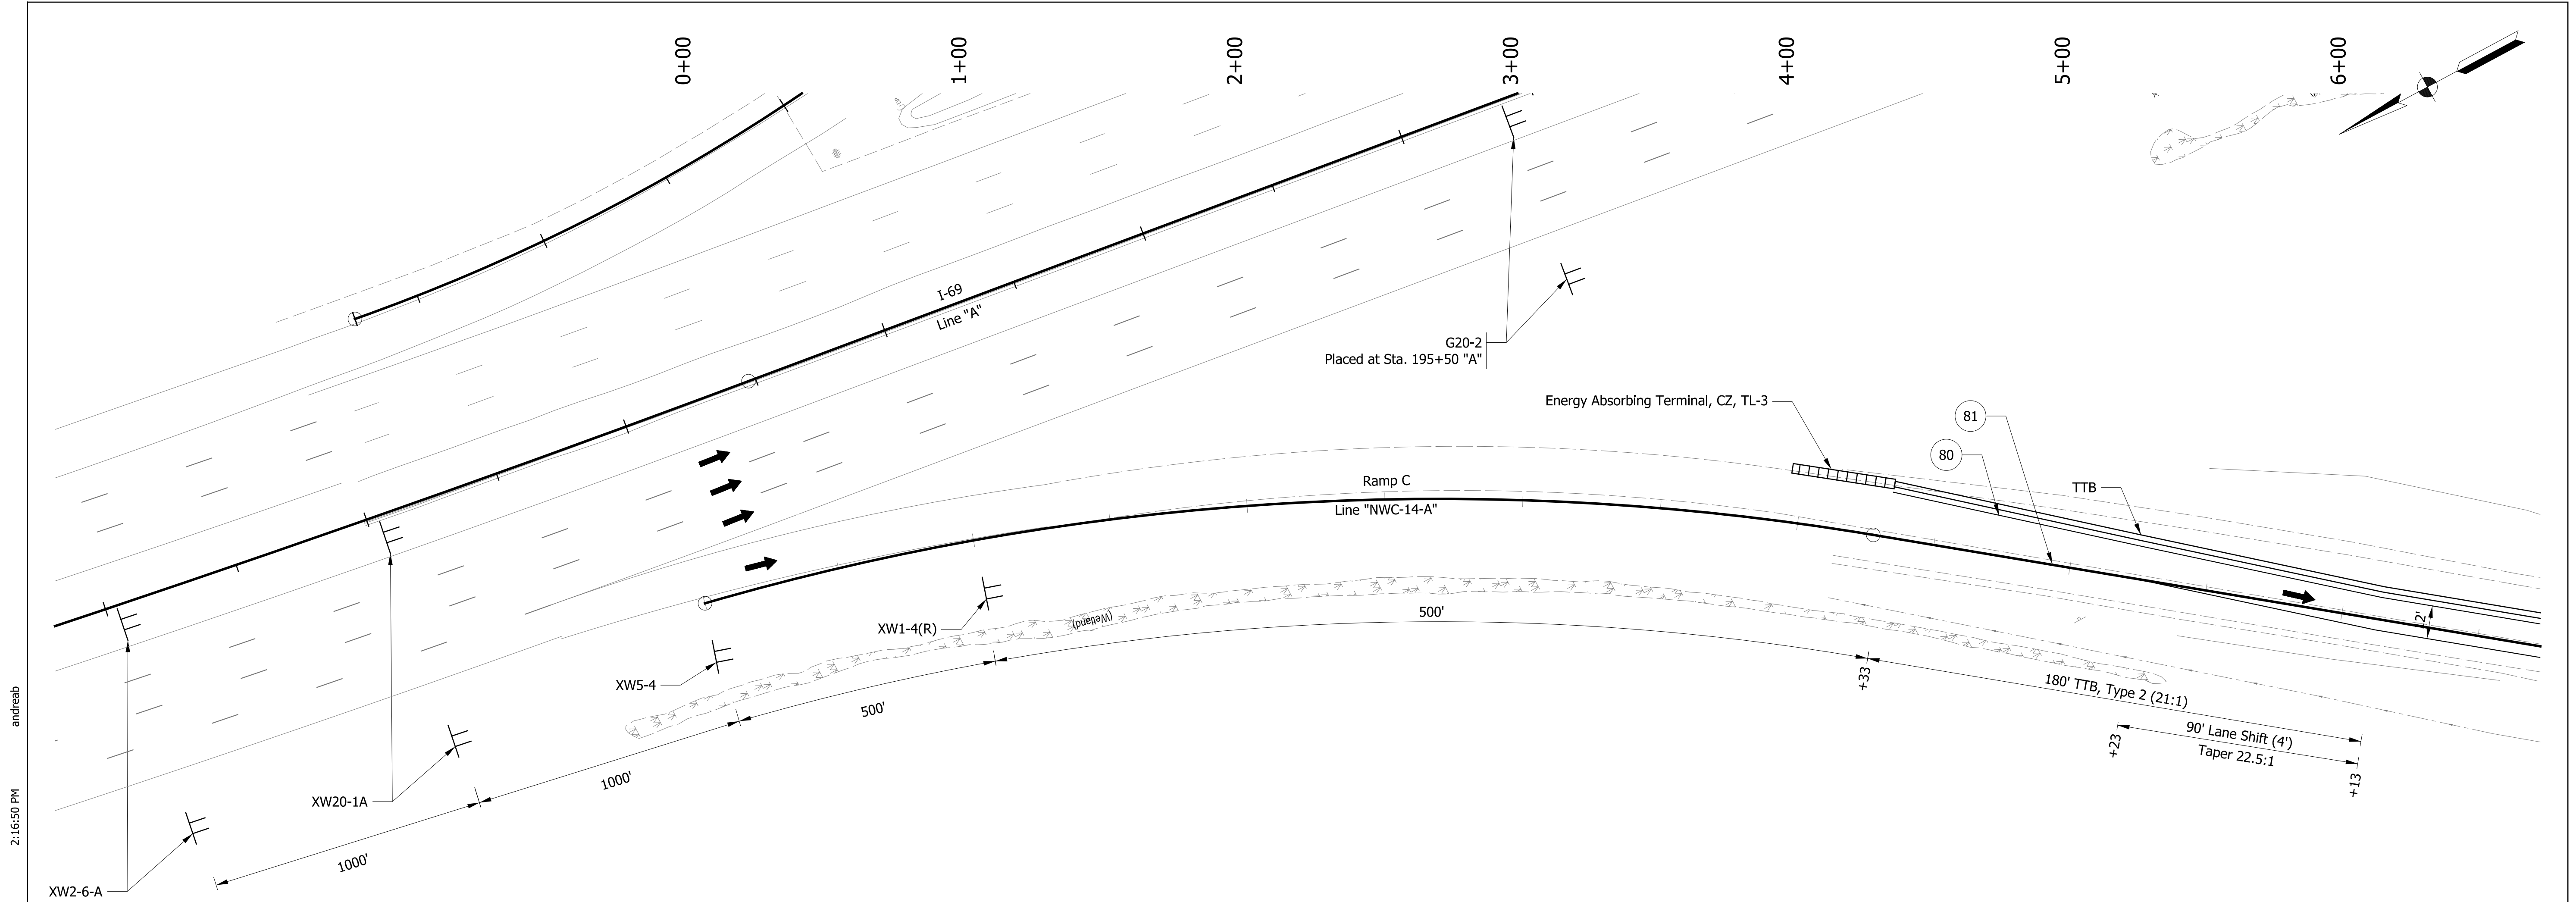 0+00
1+00
2+00
3+00
4+00
5+00
6+00
I-69
Line "A"
G20-2
Placed at Sta. 195+50 "A"
Energy Absorbing Terminal, CZ, TL-3
81
80
TTB
Ramp C
Line "NWC-14-A"
XW1-4(R)
(Wetland)
500'
XW5-4
+33
180' TTB, Type 2 (21:1)
500'
+23
90' Lane Shift (4')
Taper 22.5:1
+13
1000'
XW20-1A
1000'
XW2-6-A
2:16:50 PM
andreab